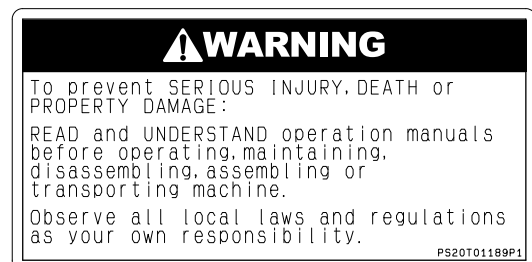 WARNING
To prevent SERIOUS INJURY, DEATH or
PROPERTY DAMAGE:
READ and UNDERSTAND operation manuals
before operating, maintaining,
disassembling, assembling or
transporting machine.
Observe all local laws and regulations
as your own responsibility.
PS20T01189P1